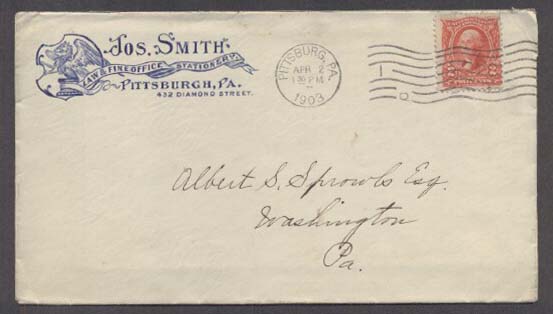 Jos. Smith
LAW & FINE OFFICE STATIONERY.
PITTSBURGH, PA.
432 DIAMOND STREET.
PITTSBURG, PA.
APR 2
1903
Albert S. Sprowls Esq.
Washington
Pa.